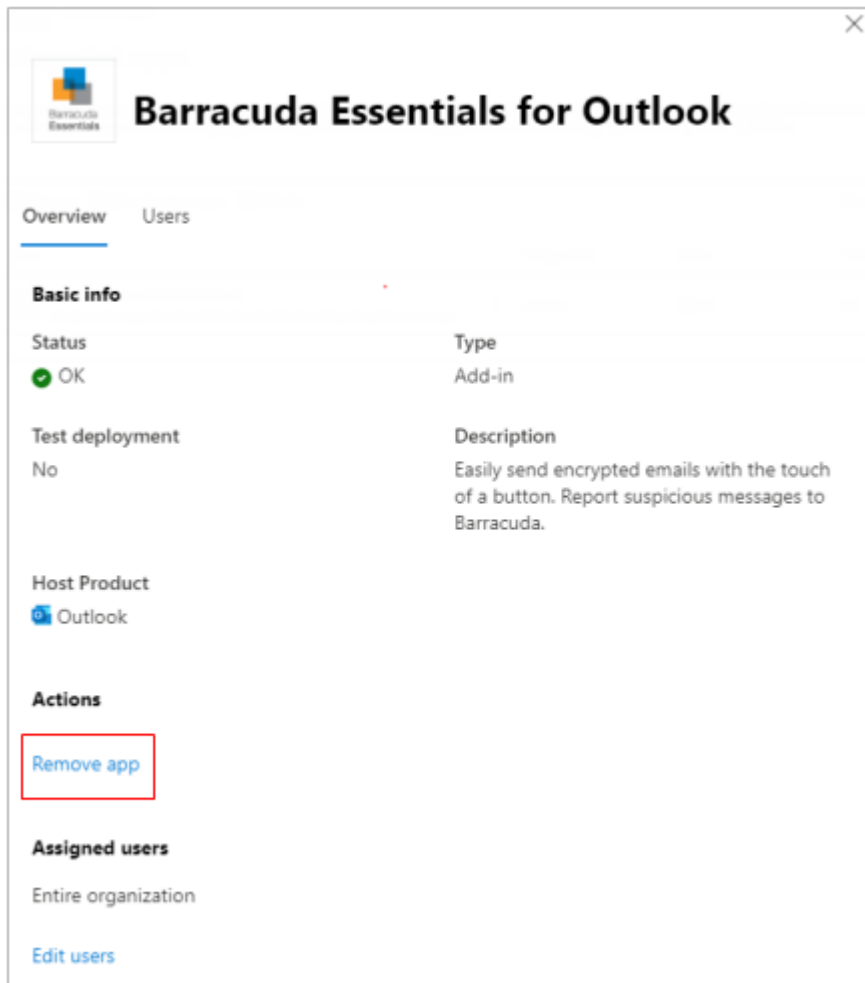 Barracuda
Essentials
Barracuda Essentials for Outlook
Overview Users
Basic info
Status Type
OK Add-in
Test deployment Description
No Easily send encrypted emails with the touch
of a button. Report suspicious messages to
Barracuda.
Host Product
Outlook
Actions
Remove app
Assigned users
Entire organization
Edit users